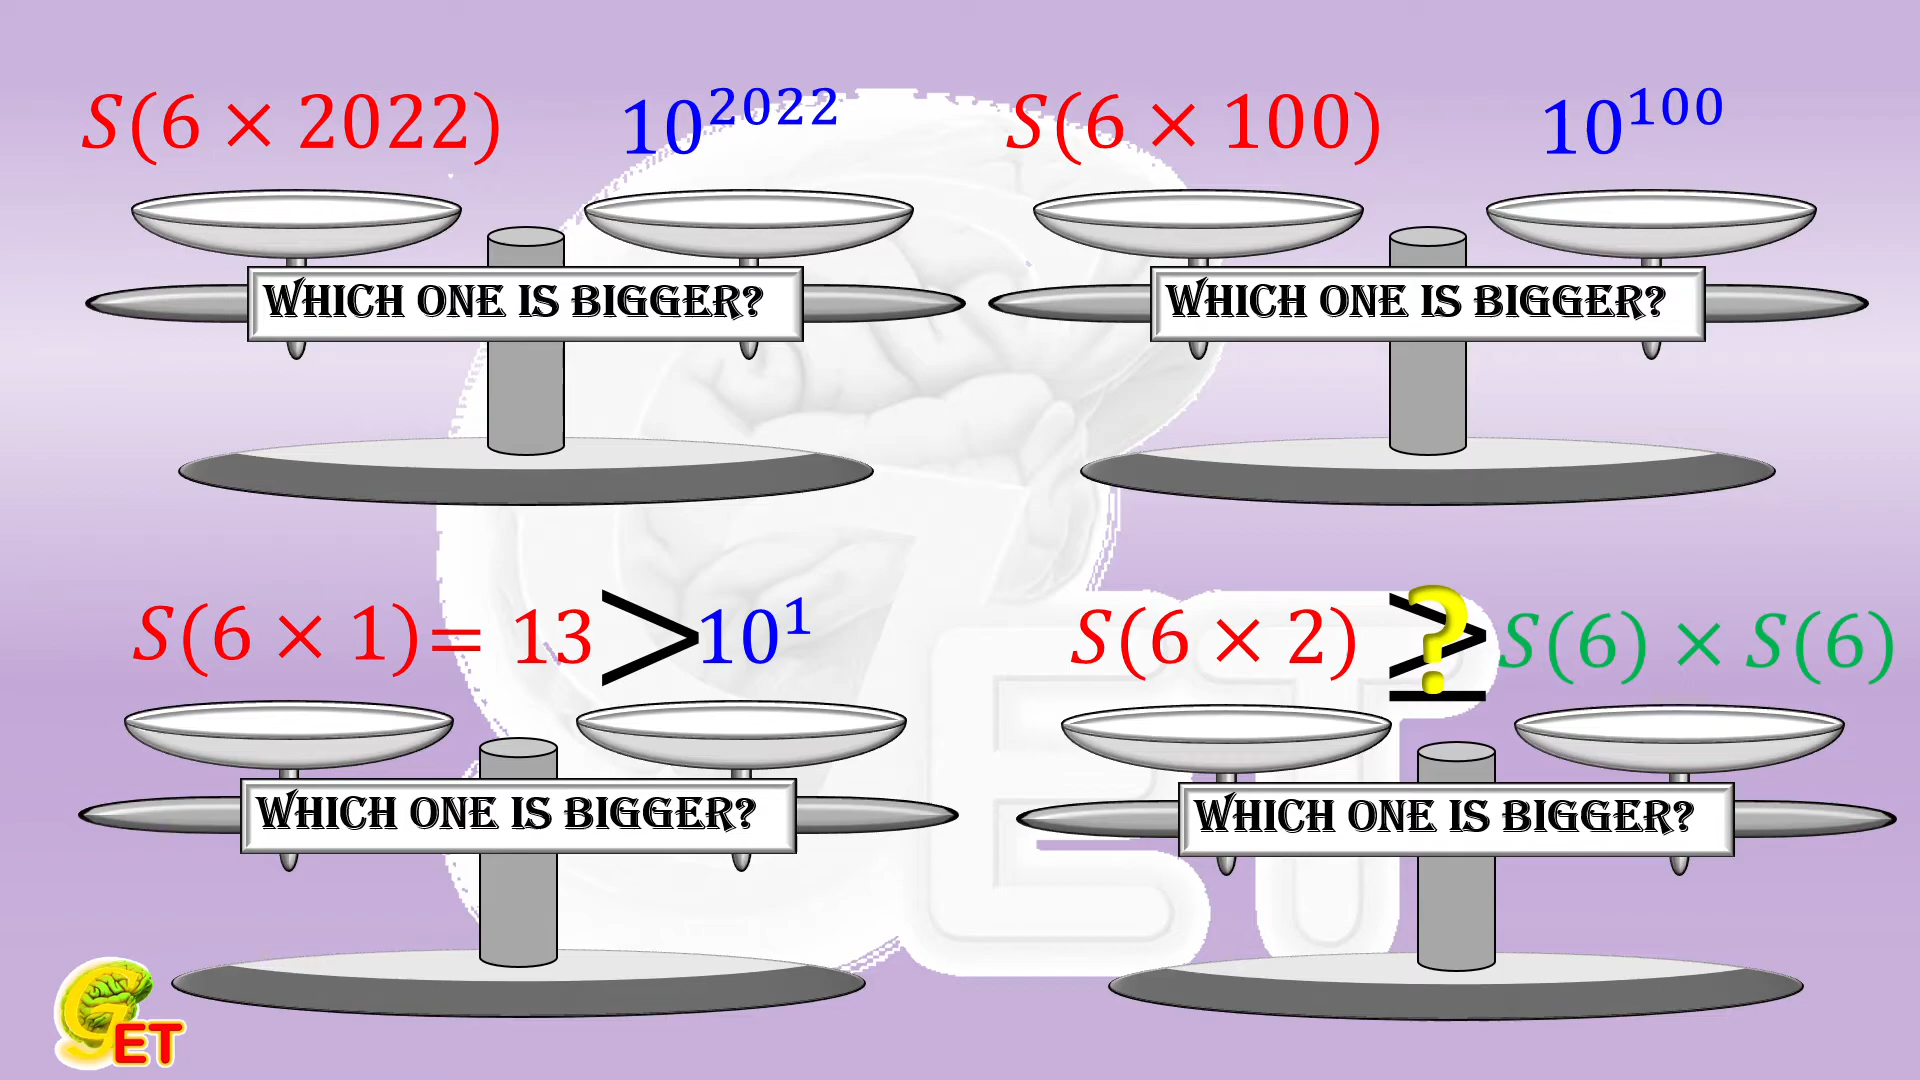 S(6 × 2022) 10^2022 S(6 × 100) 10^100
WHICH ONE IS BIGGER? WHICH ONE IS BIGGER?
S(6 × 1) = 13 > 10^1 S(6 × 2) ≥ ? S(6) × S(6)
WHICH ONE IS BIGGER? WHICH ONE IS BIGGER?
GET
ET